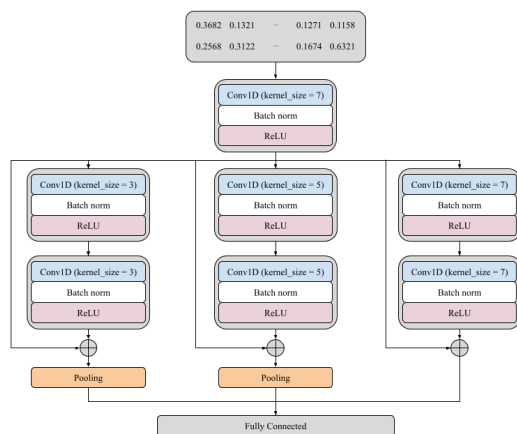 0.3682 0.1321 ... 0.1271 0.1158
0.2568 0.3122 ... 0.1674 0.6321
Conv1D (kernel_size = 7)
Batch norm
ReLU
Conv1D (kernel_size = 3)
Batch norm
ReLU
Conv1D (kernel_size = 3)
Batch norm
ReLU
Pooling
Conv1D (kernel_size = 5)
Batch norm
ReLU
Conv1D (kernel_size = 5)
Batch norm
ReLU
Pooling
Conv1D (kernel_size = 7)
Batch norm
ReLU
Conv1D (kernel_size = 7)
Batch norm
ReLU
Fully Connected